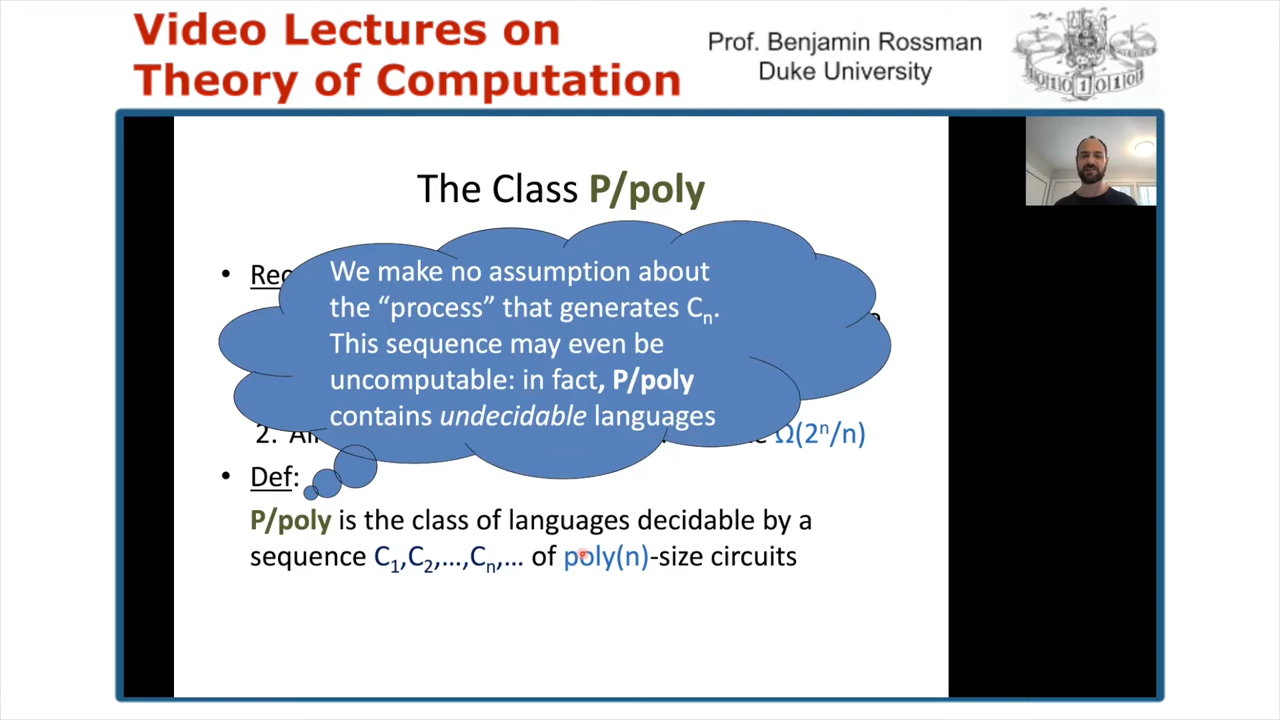 Video Lectures on
Theory of Computation
Prof. Benjamin Rossman
Duke University
The Class P/poly
We make no assumption about
the “process” that generates Cₙ.
This sequence may even be
uncomputable: in fact, P/poly
contains undecidable languages
2. Ω(2ⁿ/n)
• Def:
P/poly is the class of languages decidable by a
sequence C₁,C₂,…,Cₙ,… of poly(n)-size circuits